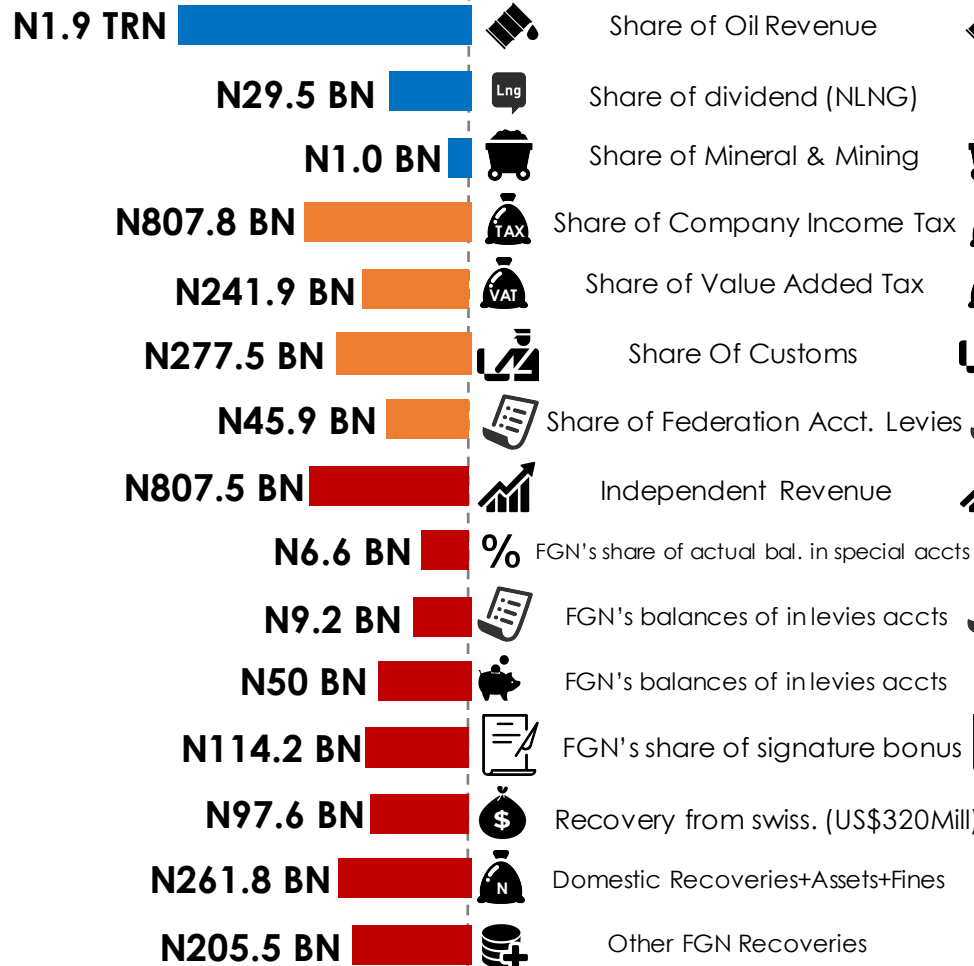 N1.9 TRN Share of Oil Revenue
N29.5 BN Lng Share of dividend (NLNG)
N1.0 BN Share of Mineral & Mining
N807.8 BN TAX Share of Company Income Tax
N241.9 BN VAT Share of Value Added Tax
N277.5 BN Share Of Customs
N45.9 BN Share of Federation Acct. Levies
N807.5 BN Independent Revenue
N6.6 BN % FGN's share of actual bal. in special accts
N9.2 BN FGN's balances of in levies accts
N50 BN FGN's balances of in levies accts
N114.2 BN FGN's share of signature bonus
N97.6 BN $ Recovery from swiss. (US$320Mill)
N261.8 BN N Domestic Recoveries+Assets+Fines
N205.5 BN Other FGN Recoveries